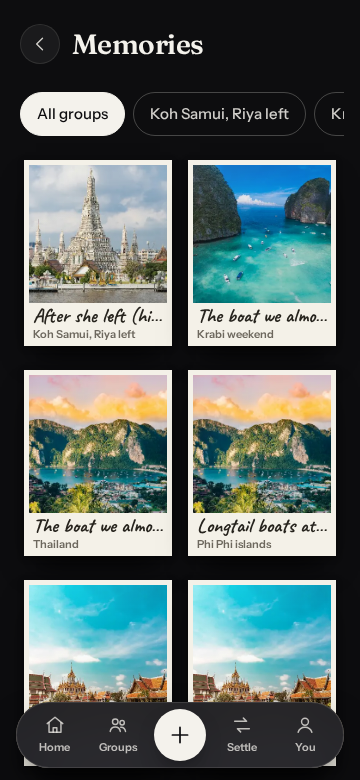 Memories
All groups
Koh Samui, Riya left
After she left (hi...
Koh Samui, Riya left
The boat we almo...
Krabi weekend
The boat we almo...
Thailand
Longtail boats at...
Phi Phi islands
Home
Groups
Settle
You